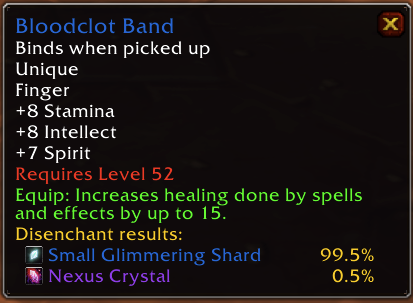 Bloodclot Band
Binds when picked up
Unique
Finger
+8 Stamina
+8 Intellect
+7 Spirit
Requires Level 52
Equip: Increases healing done by spells
and effects by up to 15.
Disenchant results:
Small Glimmering Shard 99.5%
Nexus Crystal 0.5%